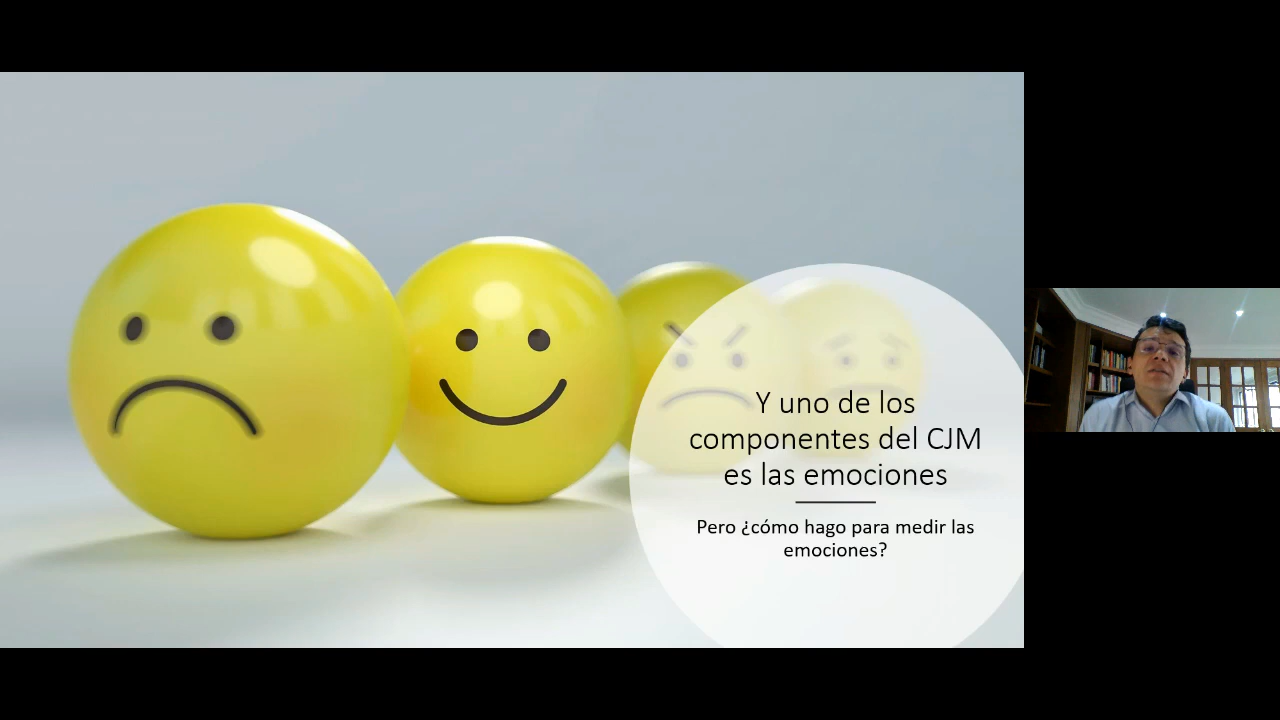 Y uno de los
componentes del CJM
es las emociones
Pero ¿cómo hago para medir las
emociones?